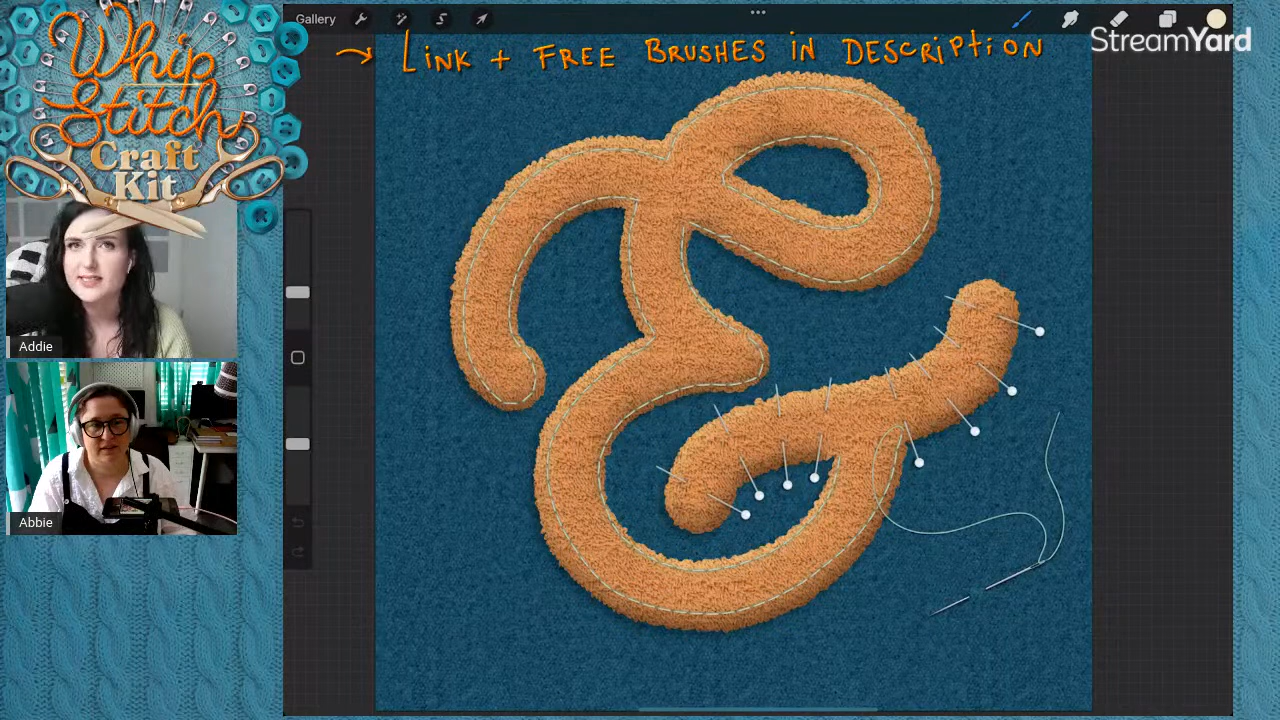 Whip
Stitch
Craft
Kit
Gallery
→ LINK + FREE BRUSHES IN DESCRIPTION
StreamYard
Addie
Abbie